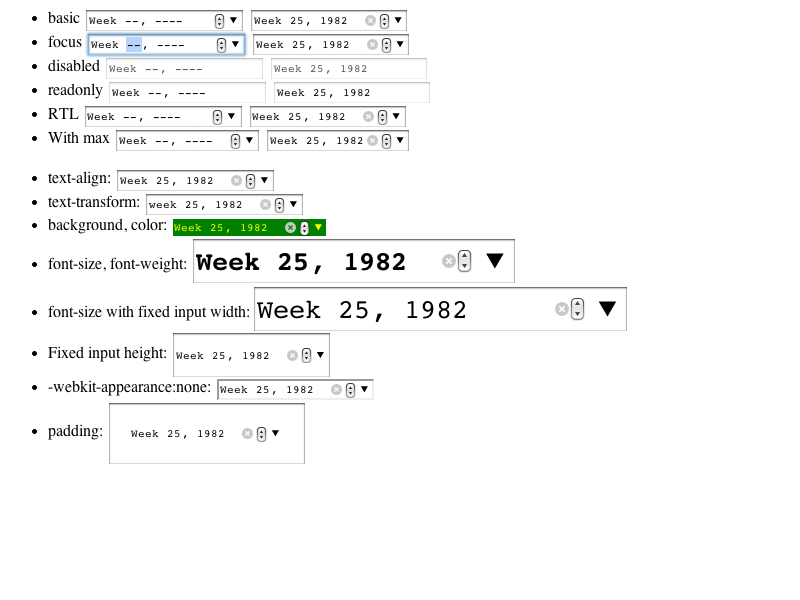 basic Week --, ---- Week 25, 1982
focus Week --, ---- Week 25, 1982
disabled Week --, ---- Week 25, 1982
readonly Week --, ---- Week 25, 1982
RTL Week --, ---- Week 25, 1982
With max Week --, ---- Week 25, 1982
text-align: Week 25, 1982
text-transform: week 25, 1982
background, color: Week 25, 1982
font-size, font-weight: Week 25, 1982
font-size with fixed input width: Week 25, 1982
Fixed input height: Week 25, 1982
-webkit-appearance:none: Week 25, 1982
padding: Week 25, 1982